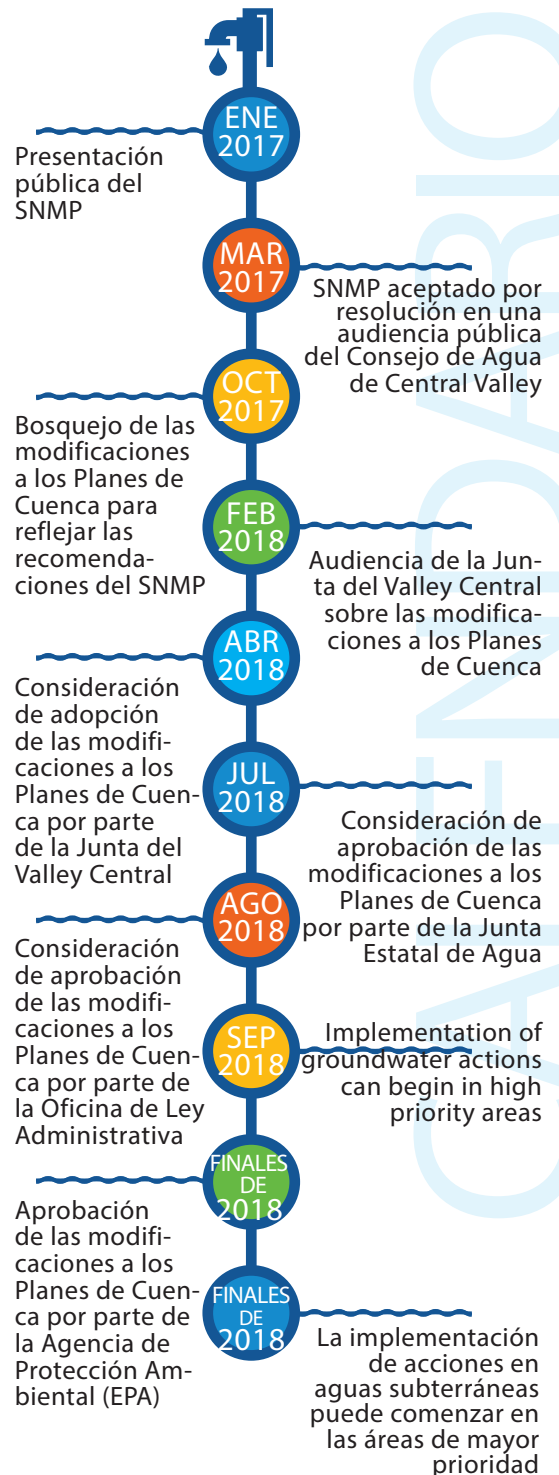 CALENDARIO
ENE
2017
Presentación
pública del
SNMP
MAR
2017
SNMP aceptado por
resolución en una
audiencia pública
del Consejo de Agua
de Central Valley
OCT
2017
Bosquejo de las
modificaciones
a los Planes de
Cuenca para
reflejar las
recomenda-
ciones del SNMP
FEB
2018
Audiencia de la Jun-
ta del Valley Central
sobre las modifica-
ciones a los Planes
de Cuenca
ABR
2018
Consideración
de adopción
de las modifi-
caciones a los
Planes de Cuen-
ca por parte
de la Junta del
Valley Central
JUL
2018
Consideración de
aprobación de las
modificaciones a los
Planes de Cuenca
por parte de la Junta
Estatal de Agua
AGO
2018
Consideración
de aprobación
de las modifi-
caciones a los
Planes de Cuen-
ca por parte de
la Oficina de Ley
Administrativa
SEP
2018
Implementation of
groundwater actions
can begin in high
priority areas
FINALES
DE
2018
Aprobación
de las modifi-
caciones a los
Planes de Cuen-
ca por parte de
la Agencia de
Protección Am-
biental (EPA)
FINALES
DE
2018
La implementación
de acciones en
aguas subterráneas
puede comenzar en
las áreas de mayor
prioridad